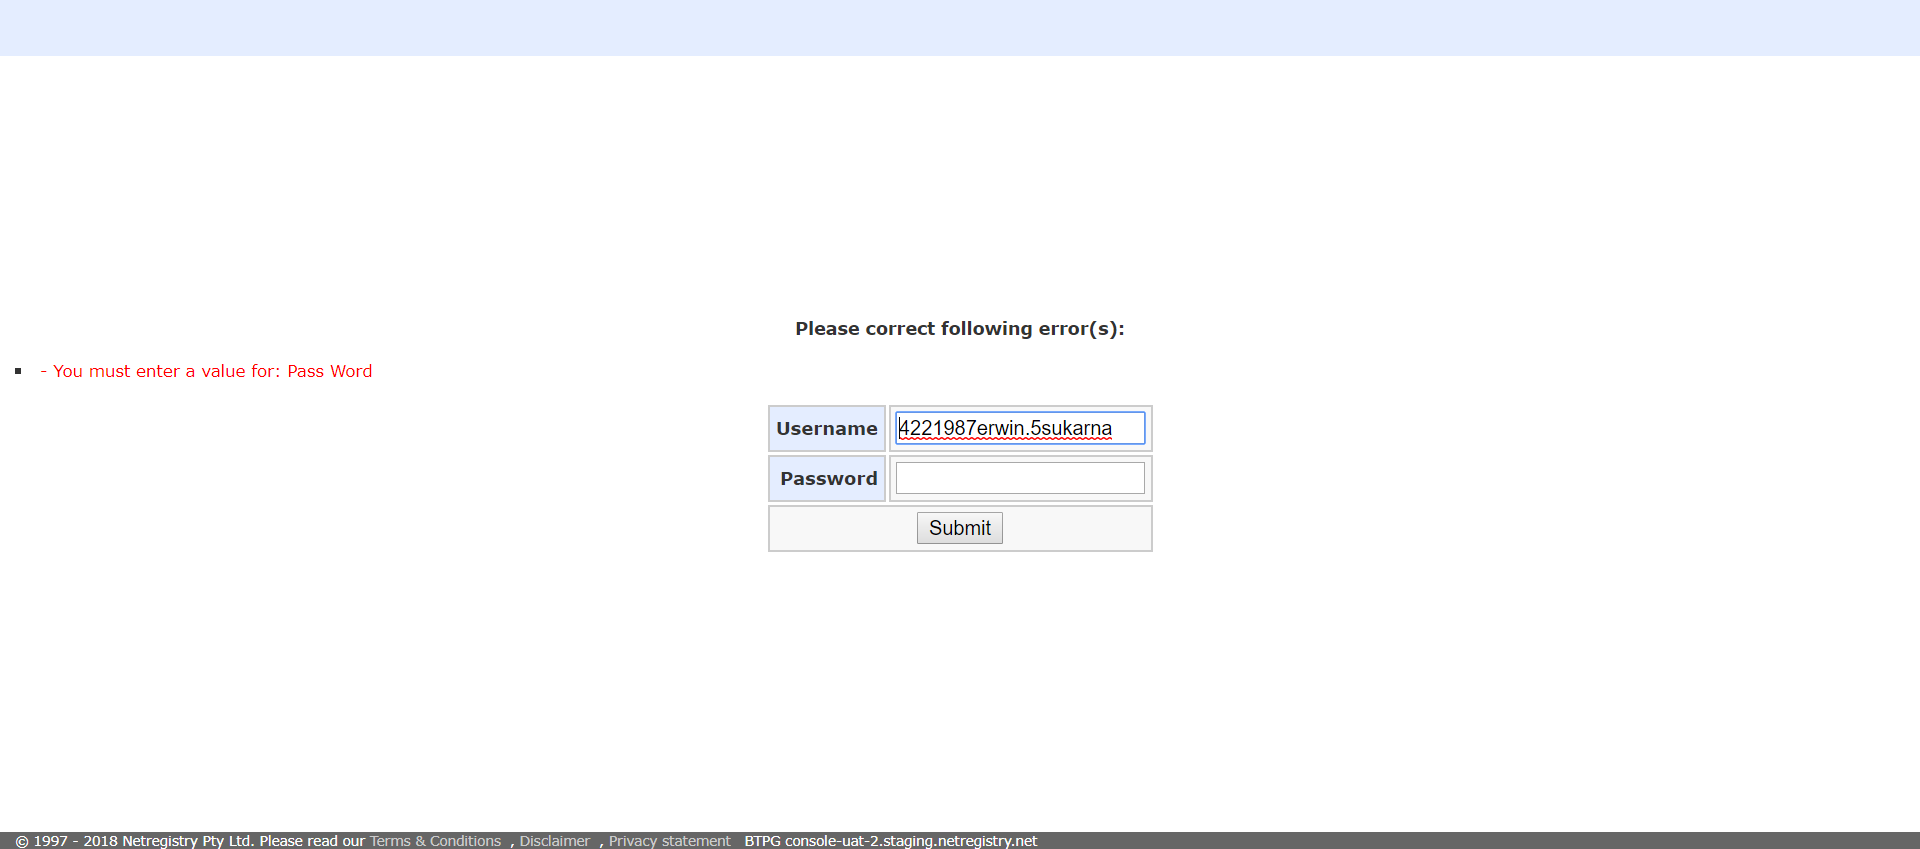 Please correct following error(s):
- You must enter a value for: Pass Word
Username 4221987erwin.5sukarna
Password
Submit
© 1997 - 2018 Netregistry Pty Ltd. Please read our Terms & Conditions , Disclaimer , Privacy statement BTPG console-uat-2.staging.netregistry.net